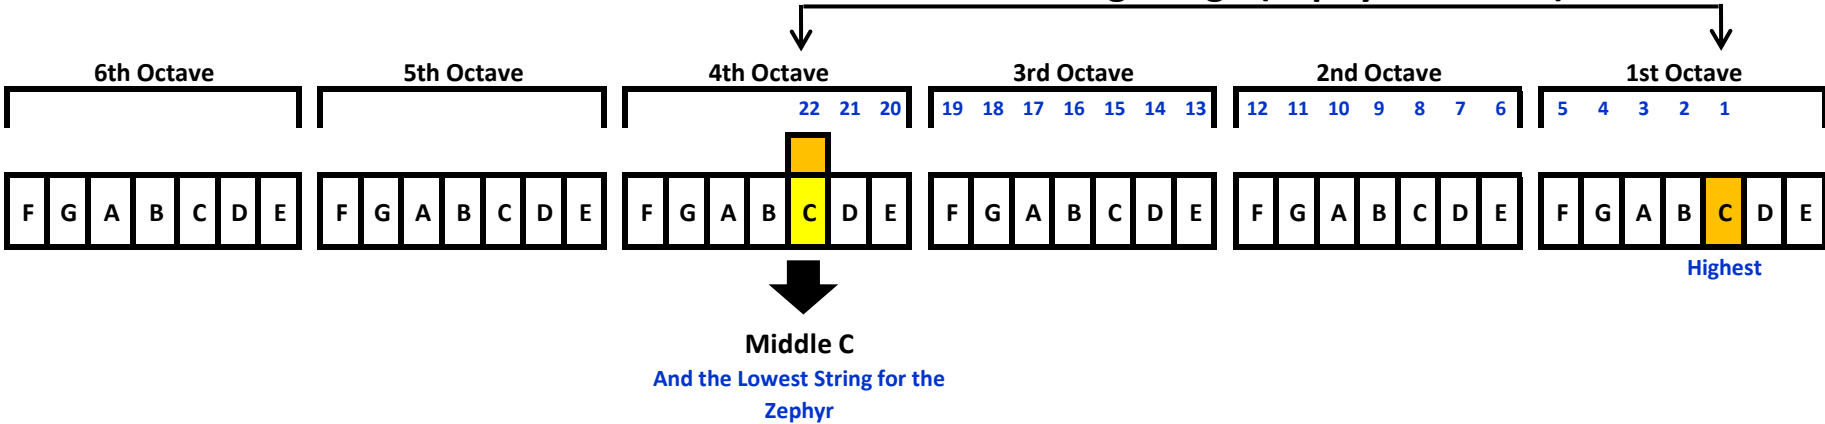 6th Octave 5th Octave 4th Octave 3rd Octave 2nd Octave 1st Octave
22 21 20 19 18 17 16 15 14 13 12 11 10 9 8 7 6 5 4 3 2 1
F G A B C D E F G A B C D E F G A B C D E F G A B C D E F G A B C D E F G A B C D E
Highest
Middle C
And the Lowest String for the
Zephyr